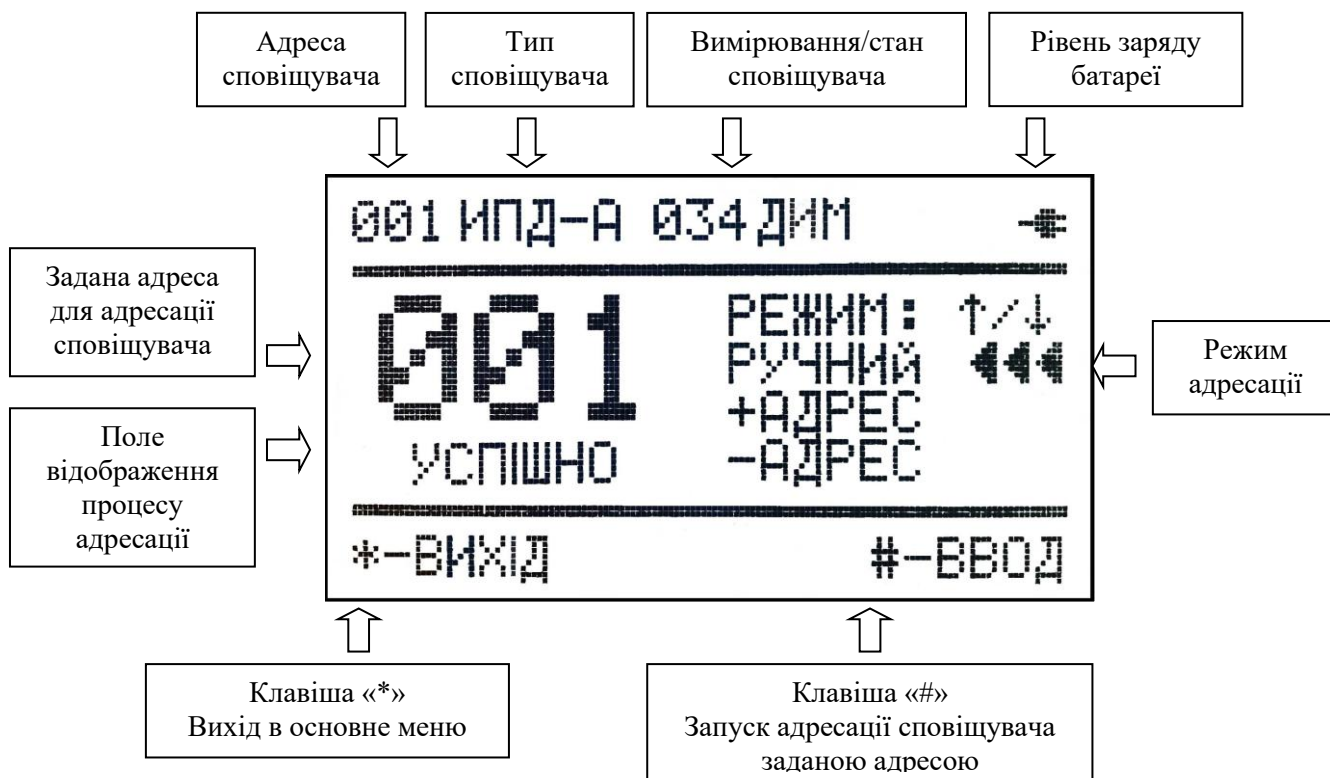 Адреса
сповіщувача
Тип
сповіщувача
Вимірювання/стан
сповіщувача
Рівень заряду
батареї
001 ИПД-А 034 ДИМ
Задана адреса
для адресації
сповіщувача
001
РЕЖИМ: ↑/↓
РУЧНИЙ
+АДРЕС
-АДРЕС
Режим
адресації
Поле
відображення
процесу
адресації
УСПІШНО
*-ВИХІД
#-ВВОД
Клавіша «*»
Вихід в основне меню
Клавіша «#»
Запуск адресації сповіщувача
заданою адресою